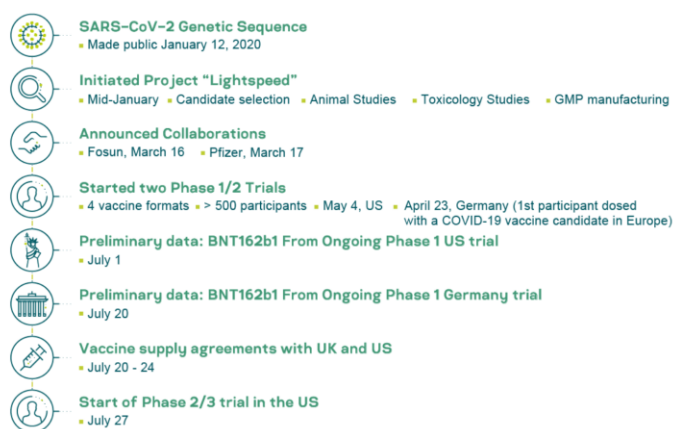 SARS-CoV-2 Genetic Sequence
▪ Made public January 12, 2020
Initiated Project “Lightspeed”
▪ Mid-January ▪ Candidate selection ▪ Animal Studies ▪ Toxicology Studies ▪ GMP manufacturing
Announced Collaborations
▪ Fosun, March 16 ▪ Pfizer, March 17
Started two Phase 1/2 Trials
▪ 4 vaccine formats ▪ > 500 participants ▪ May 4, US ▪ April 23, Germany (1st participant dosed
with a COVID-19 vaccine candidate in Europe)
Preliminary data: BNT162b1 From Ongoing Phase 1 US trial
▪ July 1
Preliminary data: BNT162b1 From Ongoing Phase 1 Germany trial
▪ July 20
Vaccine supply agreements with UK and US
▪ July 20 - 24
Start of Phase 2/3 trial in the US
▪ July 27